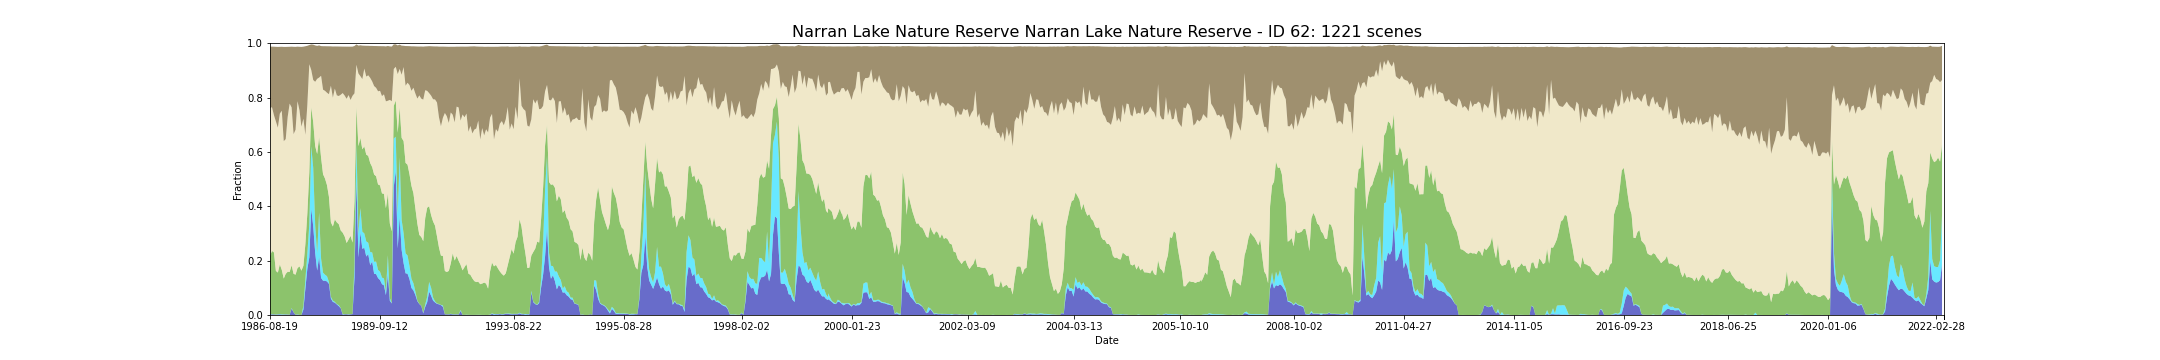 Narran Lake Nature Reserve Narran Lake Nature Reserve - ID 62: 1221 scenes
1.0
0.8
0.6
0.4
0.2
0.0
Fraction
1986-08-19 1989-09-12 1993-08-22 1995-08-28 1998-02-02 2000-01-23 2002-03-09 2004-03-13 2005-10-10 2008-10-02 2011-04-27 2014-11-05 2016-09-23 2018-06-25 2020-01-06 2022-02-28
Date